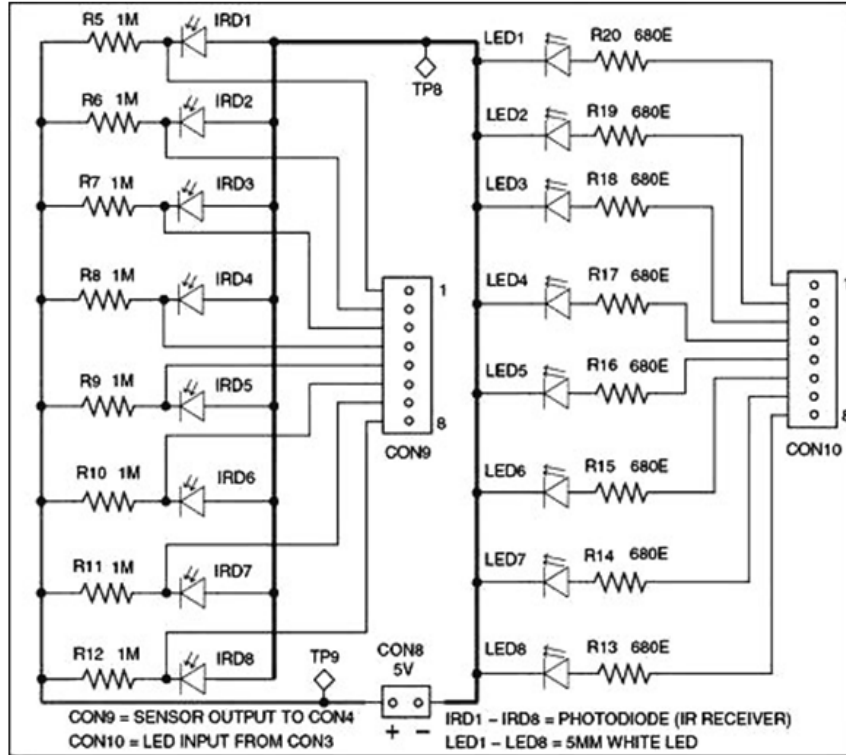 R5 1M IRD1
R6 1M IRD2
R7 1M IRD3
R8 1M IRD4
R9 1M IRD5
R10 1M IRD6
R11 1M IRD7
R12 1M IRD8
TP8
TP9
1
8
CON9
CON8
5V
+ −
LED1 R20 680E
LED2 R19 680E
LED3 R18 680E
LED4 R17 680E
LED5 R16 680E
LED6 R15 680E
LED7 R14 680E
LED8 R13 680E
1
8
CON10
CON9 = SENSOR OUTPUT TO CON4
CON10 = LED INPUT FROM CON3
IRD1 – IRD8 = PHOTODIODE (IR RECEIVER)
LED1 – LED8 = 5MM WHITE LED